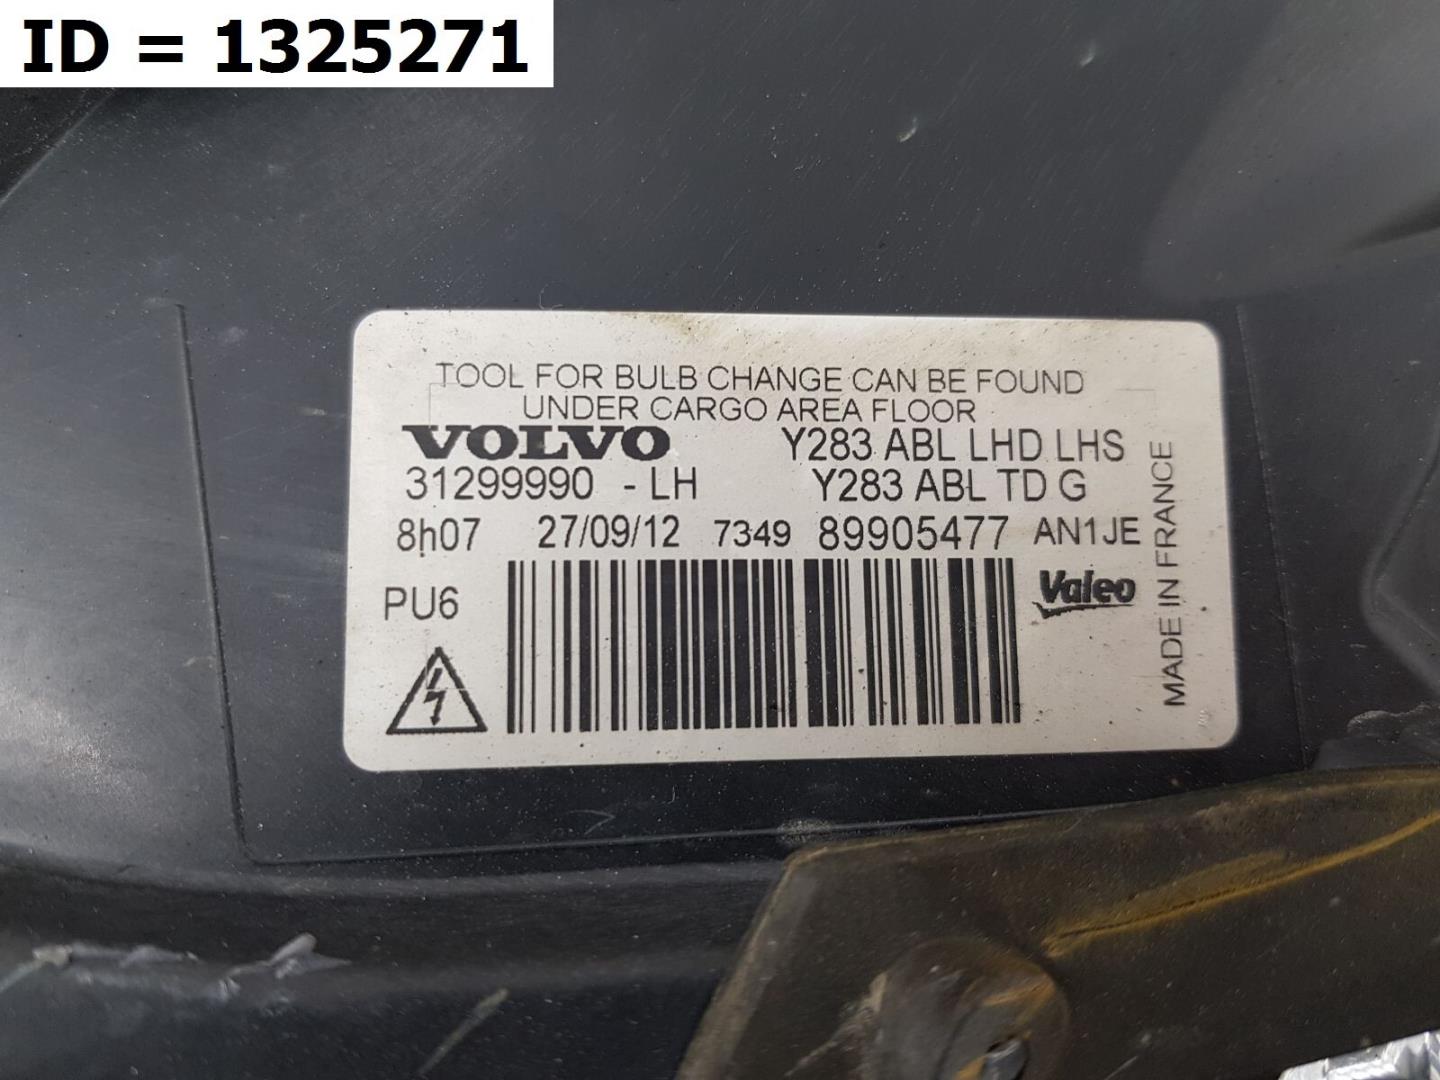 ID = 1325271
TOOL FOR BULB CHANGE CAN BE FOUND
UNDER CARGO AREA FLOOR
VOLVO Y283 ABL LHD LHS
31299990 - LH Y283 ABL TD G
8h07 27/09/12 7349 89905477 AN1JE
PU6
Valeo
MADE IN FRANCE